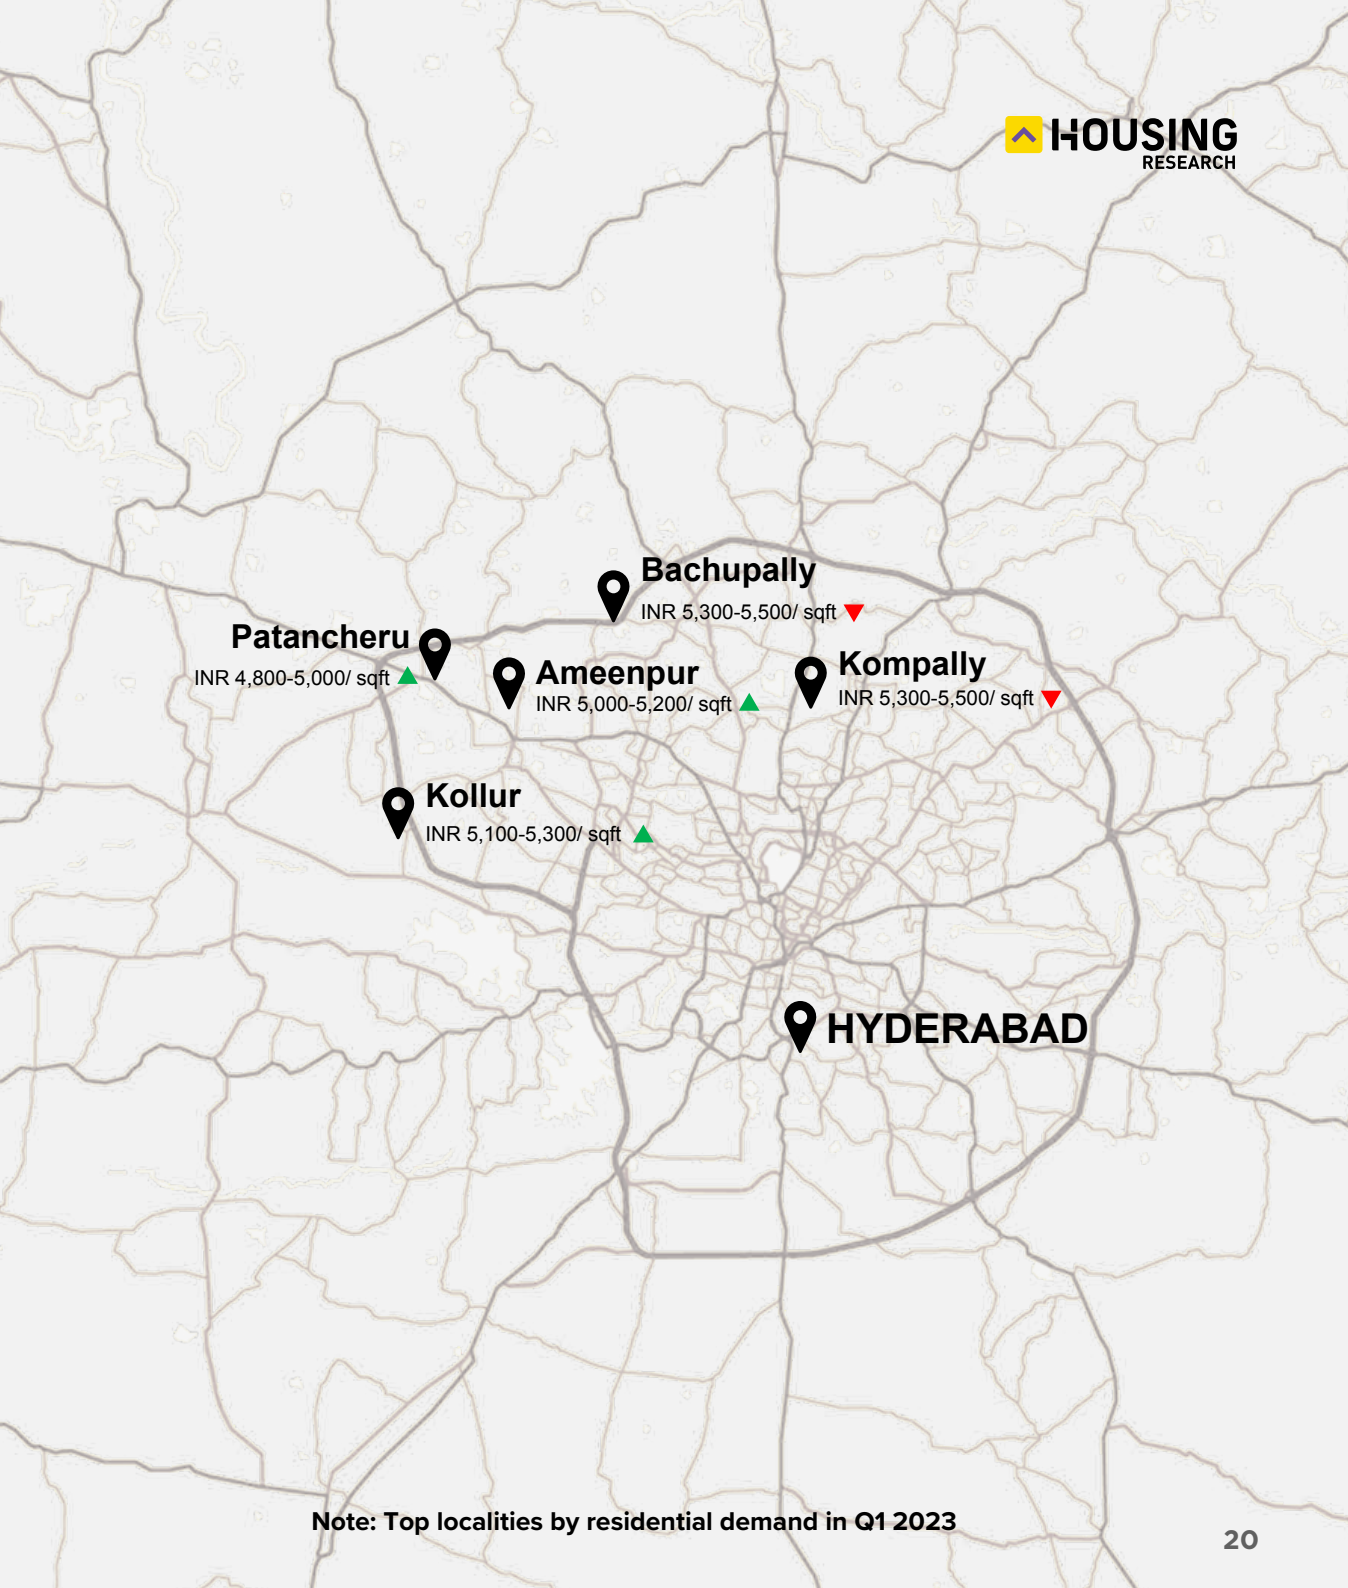 HOUSING
RESEARCH
Bachupally
INR 5,300-5,500/ sqft
Patancheru
INR 4,800-5,000/ sqft
Ameenpur
INR 5,000-5,200/ sqft
Kompally
INR 5,300-5,500/ sqft
Kollur
INR 5,100-5,300/ sqft
HYDERABAD
Note: Top localities by residential demand in Q1 2023
20